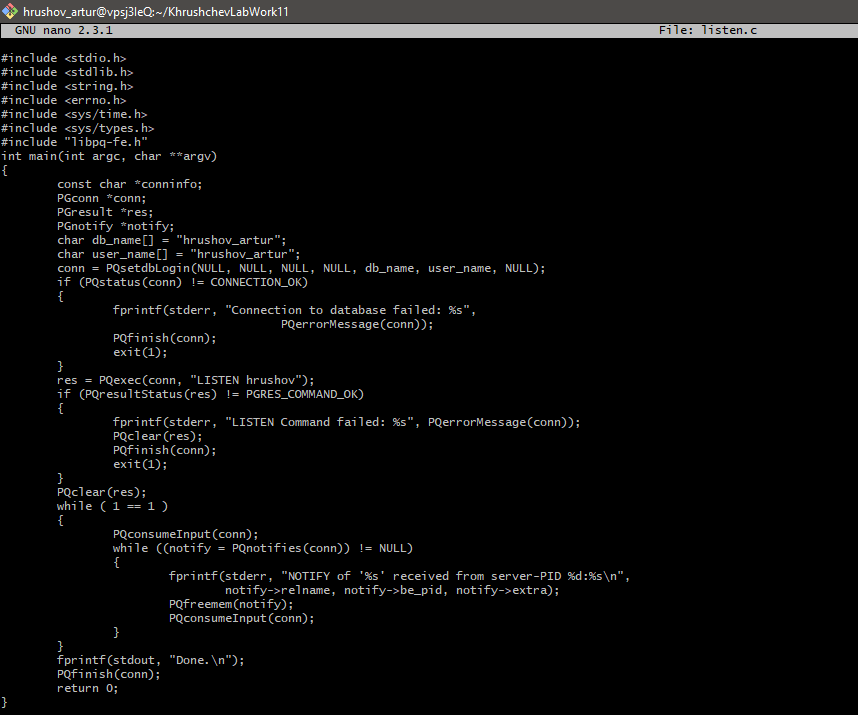 hrushov_artur@vpsj3leQ:~/KhrushchevLabWork11
GNU nano 2.3.1 File: listen.c
#include <stdio.h>
#include <stdlib.h>
#include <string.h>
#include <errno.h>
#include <sys/time.h>
#include <sys/types.h>
#include "libpq-fe.h"
int main(int argc, char **argv)
{
        const char *conninfo;
        PGconn *conn;
        PGresult *res;
        PGnotify *notify;
        char db_name[] = "hrushov_artur";
        char user_name[] = "hrushov_artur";
        conn = PQsetdbLogin(NULL, NULL, NULL, NULL, db_name, user_name, NULL);
        if (PQstatus(conn) != CONNECTION_OK)
        {
                fprintf(stderr, "Connection to database failed: %s",
                                        PQerrorMessage(conn));
                PQfinish(conn);
                exit(1);
        }
        res = PQexec(conn, "LISTEN hrushov");
        if (PQresultStatus(res) != PGRES_COMMAND_OK)
        {
                fprintf(stderr, "LISTEN Command failed: %s", PQerrorMessage(conn));
                PQclear(res);
                PQfinish(conn);
                exit(1);
        }
        PQclear(res);
        while ( 1 == 1 )
        {
                PQconsumeInput(conn);
                while ((notify = PQnotifies(conn)) != NULL)
                {
                        fprintf(stderr, "NOTIFY of '%s' received from server-PID %d:%s\n",
                                notify->relname, notify->be_pid, notify->extra);
                        PQfreemem(notify);
                        PQconsumeInput(conn);
                }
        }
        fprintf(stdout, "Done.\n");
        PQfinish(conn);
        return 0;
}